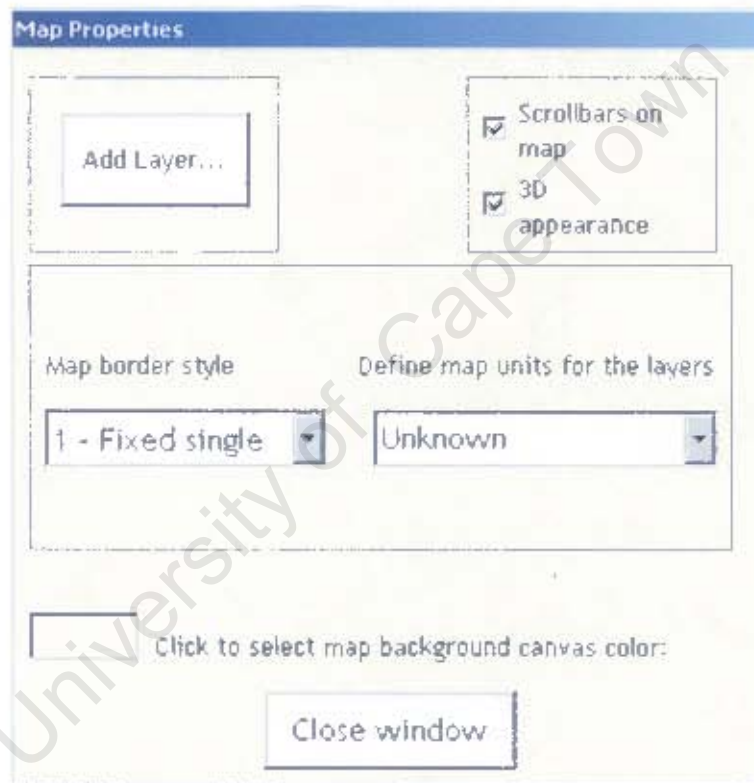 Map Properties
Add Layer...
Scrollbars on
map
3D
appearance
Map border style
Define map units for the layers
1 - Fixed single
Unknown
Click to select map background canvas color:
Close window
University of Cape Town